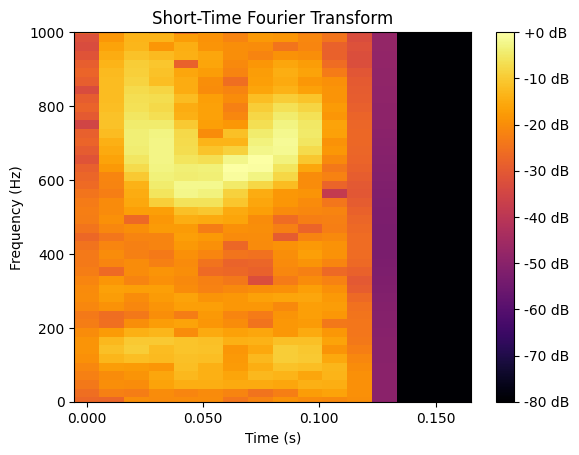 Short-Time Fourier Transform
1000
800
600
400
200
0
Frequency (Hz)
0.000
0.050
0.100
0.150
Time (s)
+0 dB
-10 dB
-20 dB
-30 dB
-40 dB
-50 dB
-60 dB
-70 dB
-80 dB